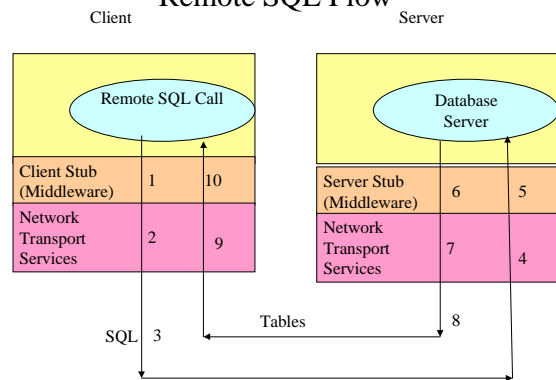 Remote SQL Flow
Client
Server
Remote SQL Call
Database
Server
Client Stub
(Middleware)
1
10
Server Stub
(Middleware)
6
5
Network
Transport
Services
2
9
Network
Transport
Services
7
4
Tables
8
SQL
3